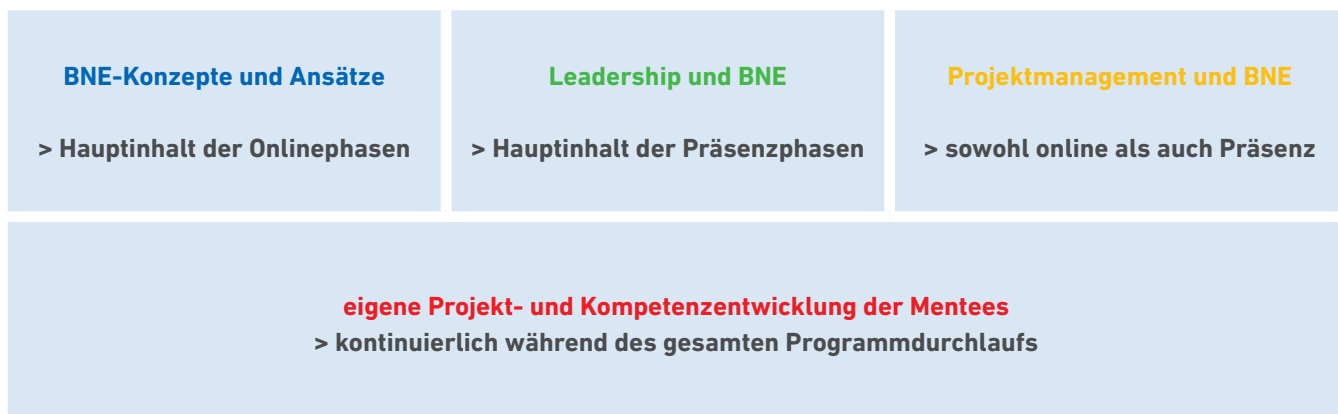 BNE-Konzepte und Ansätze
> Hauptinhalt der Onlinephasen
Leadership und BNE
> Hauptinhalt der Präsenzphasen
Projektmanagement und BNE
> sowohl online als auch Präsenz
eigene Projekt- und Kompetenzentwicklung der Mentees
> kontinuierlich während des gesamten Programmdurchlaufs